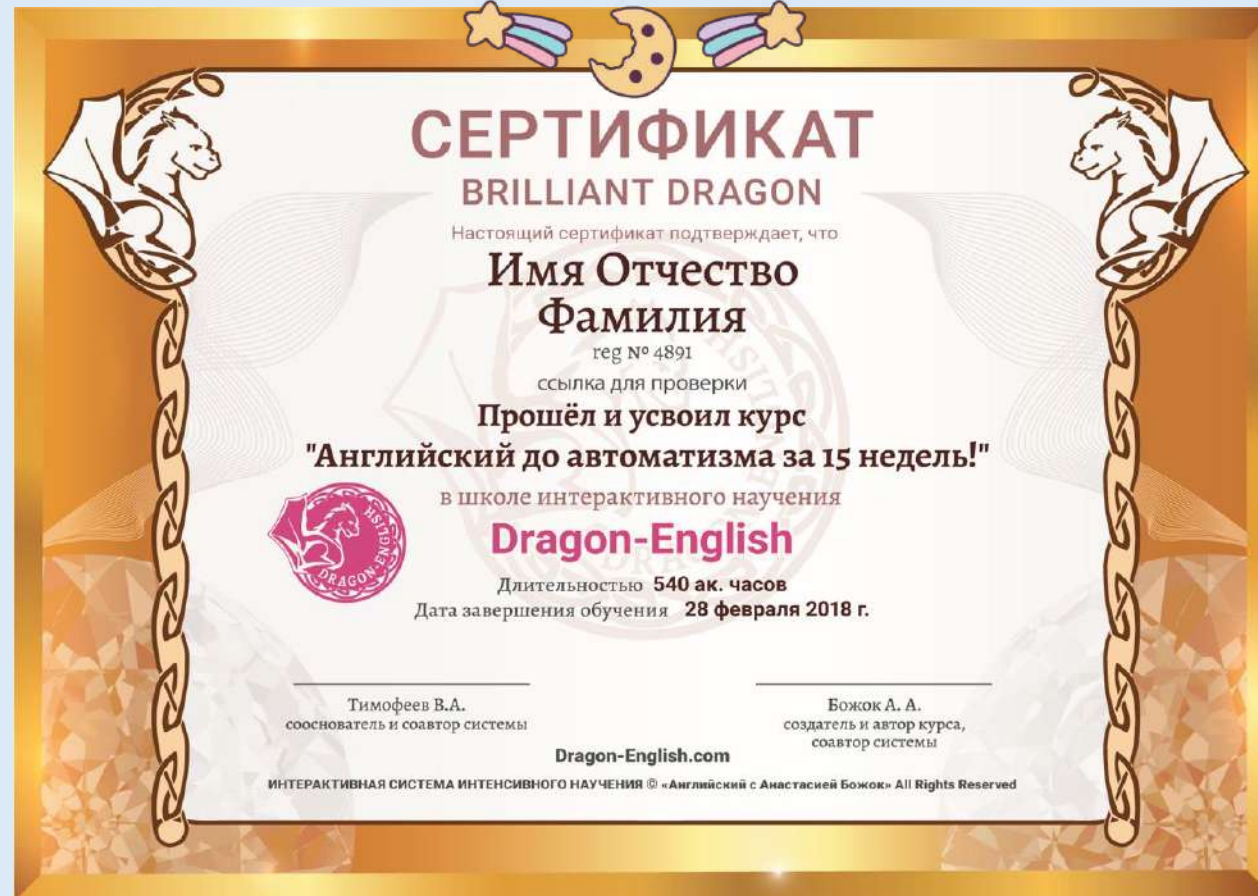 СЕРТИФИКАТ
BRILLIANT DRAGON
Настоящий сертификат подтверждает, что
Имя Отчество
Фамилия
reg № 4891
ссылка для проверки
Прошёл и усвоил курс
"Английский до автоматизма за 15 недель!"
в школе интерактивного научения
Dragon-English
DRAGON-ENGLISH
Длительностью 540 ак. часов
Дата завершения обучения 28 февраля 2018 г.
Тимофеев В.А.
сооснователь и соавтор системы
Божок А. А.
создатель и автор курса,
соавтор системы
Dragon-English.com
ИНТЕРАКТИВНАЯ СИСТЕМА ИНТЕНСИВНОГО НАУЧЕНИЯ © «Английский с Анастасией Божок» All Rights Reserved